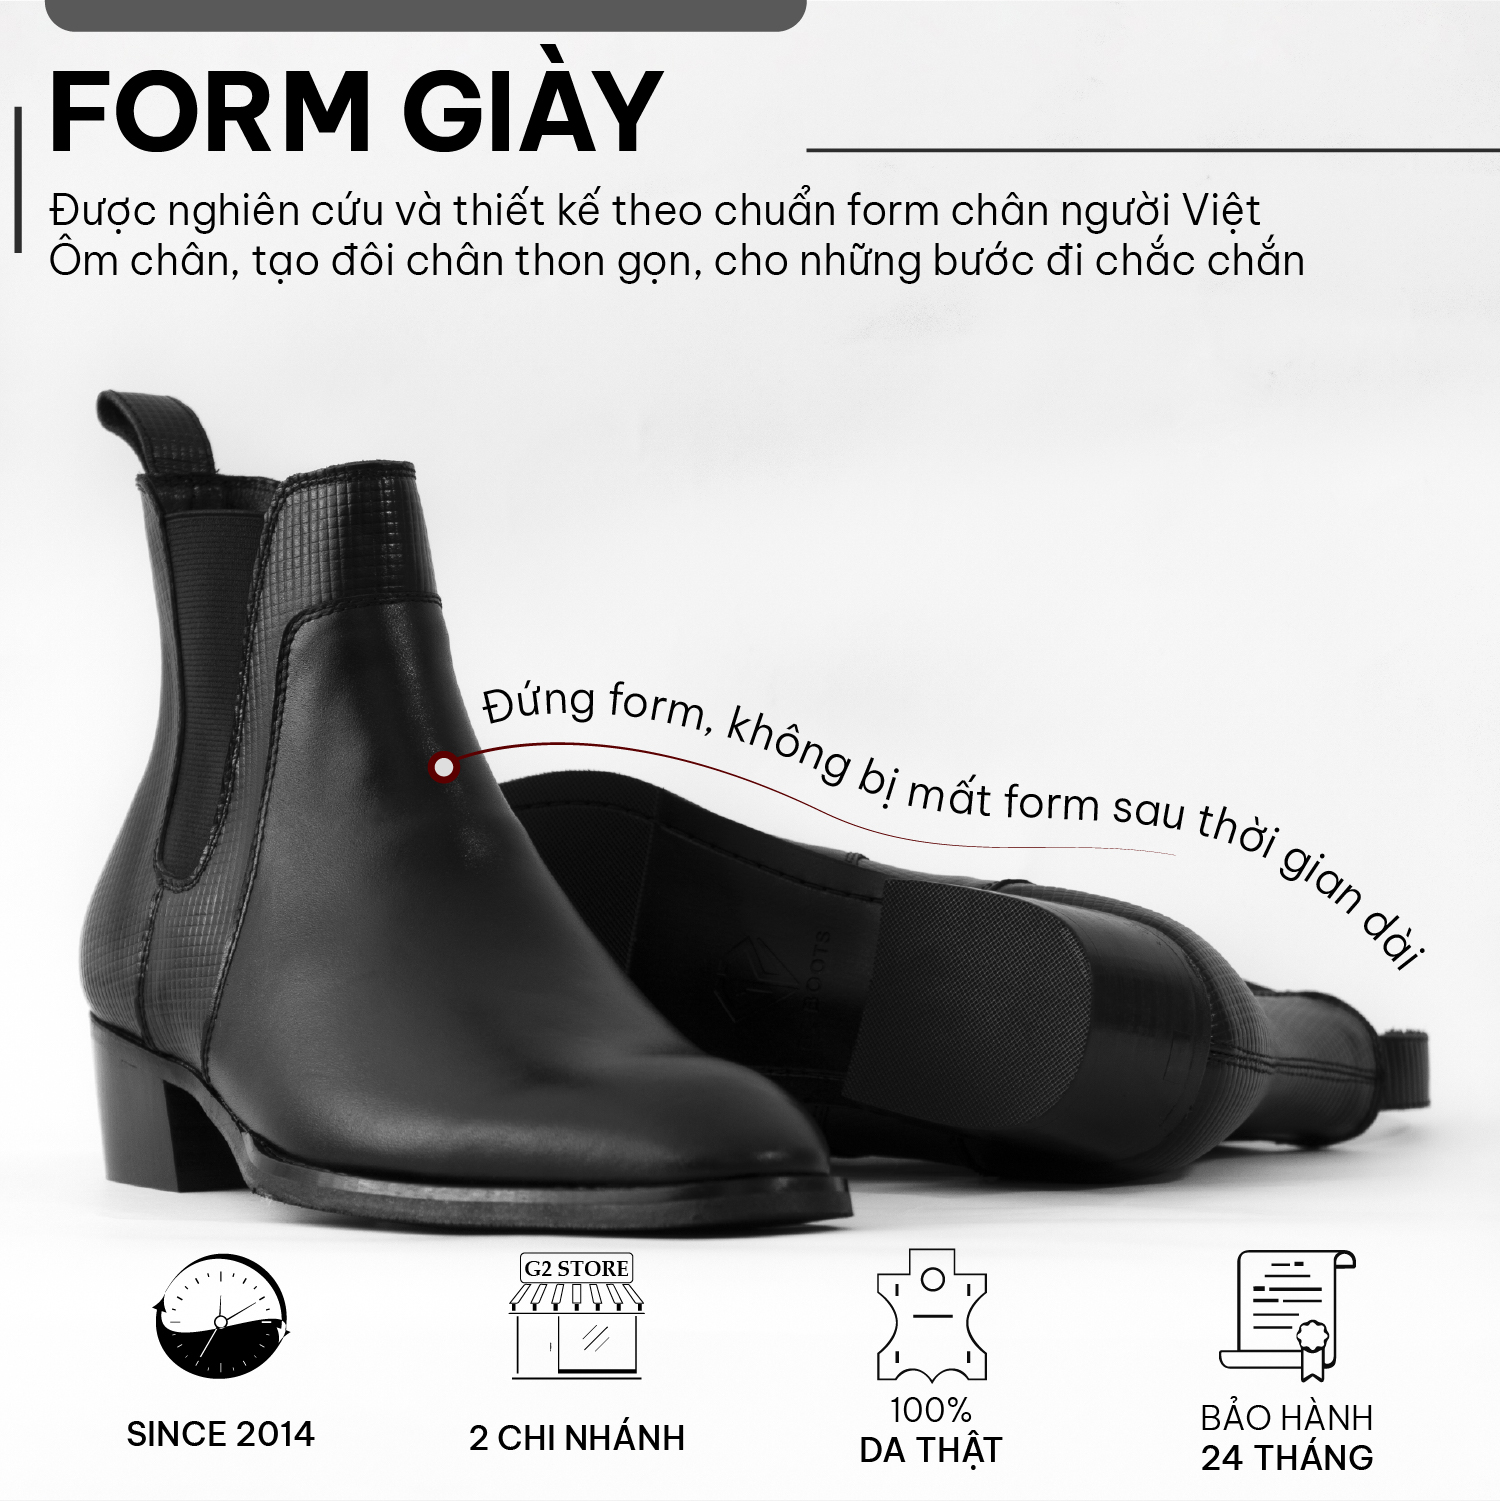 FORM GIÀY
Được nghiên cứu và thiết kế theo chuẩn form chân người Việt
Ôm chân, tạo đôi chân thon gọn, cho những bước đi chắc chắn
Đứng form, không bị mất form sau thời gian dài
BOOTS
G2 STORE
SINCE 2014
2 CHI NHÁNH
100%
DA THẬT
BẢO HÀNH
24 THÁNG